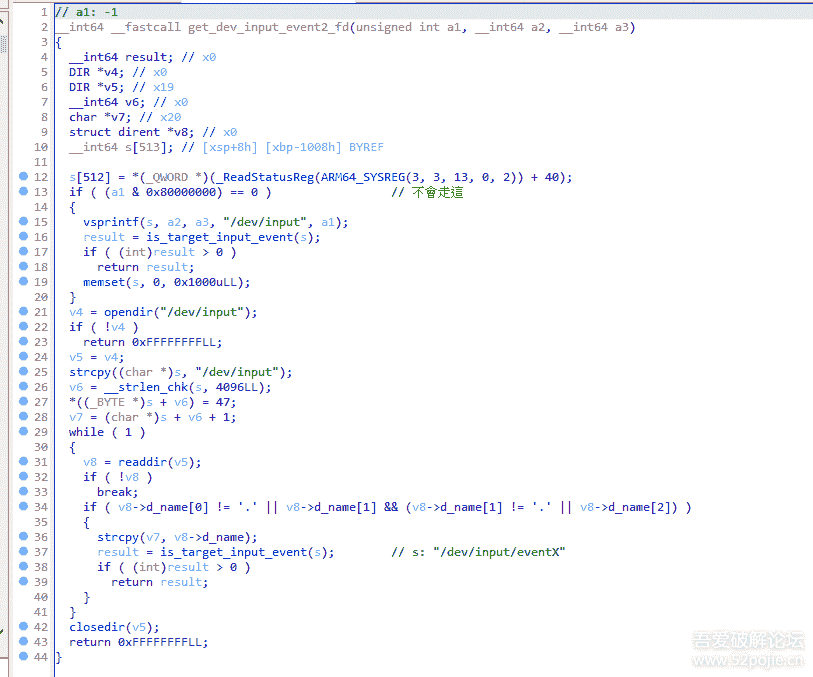 1 // a1: -1
2 __int64 __fastcall get_dev_input_event2_fd(unsigned int a1, __int64 a2, __int64 a3)
3 {
4 __int64 result; // x0
5 DIR *v4; // x0
6 DIR *v5; // x19
7 __int64 v6; // x0
8 char *v7; // x20
9 struct dirent *v8; // x0
10 __int64 s[513]; // [xsp+8h] [xbp-1008h] BYREF
11
12 s[512] = *(_QWORD *)(_ReadStatusReg(ARM64_SYSREG(3, 3, 13, 0, 2)) + 40);
13 if ( (a1 & 0x80000000) == 0 ) // 不會走這
14 {
15 vsprintf(s, a2, a3, "/dev/input", a1);
16 result = is_target_input_event(s);
17 if ( (int)result > 0 )
18 return result;
19 memset(s, 0, 0x1000uLL);
20 }
21 v4 = opendir("/dev/input");
22 if ( !v4 )
23 return 0xFFFFFFFFLL;
24 v5 = v4;
25 strcpy((char *)s, "/dev/input");
26 v6 = __strlen_chk(s, 4096LL);
27 *((_BYTE *)s + v6) = 47;
28 v7 = (char *)s + v6 + 1;
29 while ( 1 )
30 {
31 v8 = readdir(v5);
32 if ( !v8 )
33 break;
34 if ( v8->d_name[0] != '.' || v8->d_name[1] && (v8->d_name[1] != '.' || v8->d_name[2]) )
35 {
36 strcpy(v7, v8->d_name);
37 result = is_target_input_event(s); // s: "/dev/input/eventX"
38 if ( (int)result > 0 )
39 return result;
40 }
41 }
42 closedir(v5);
43 return 0xFFFFFFFFLL;
44 }
吾爱破解论坛
www.52pojie.cn